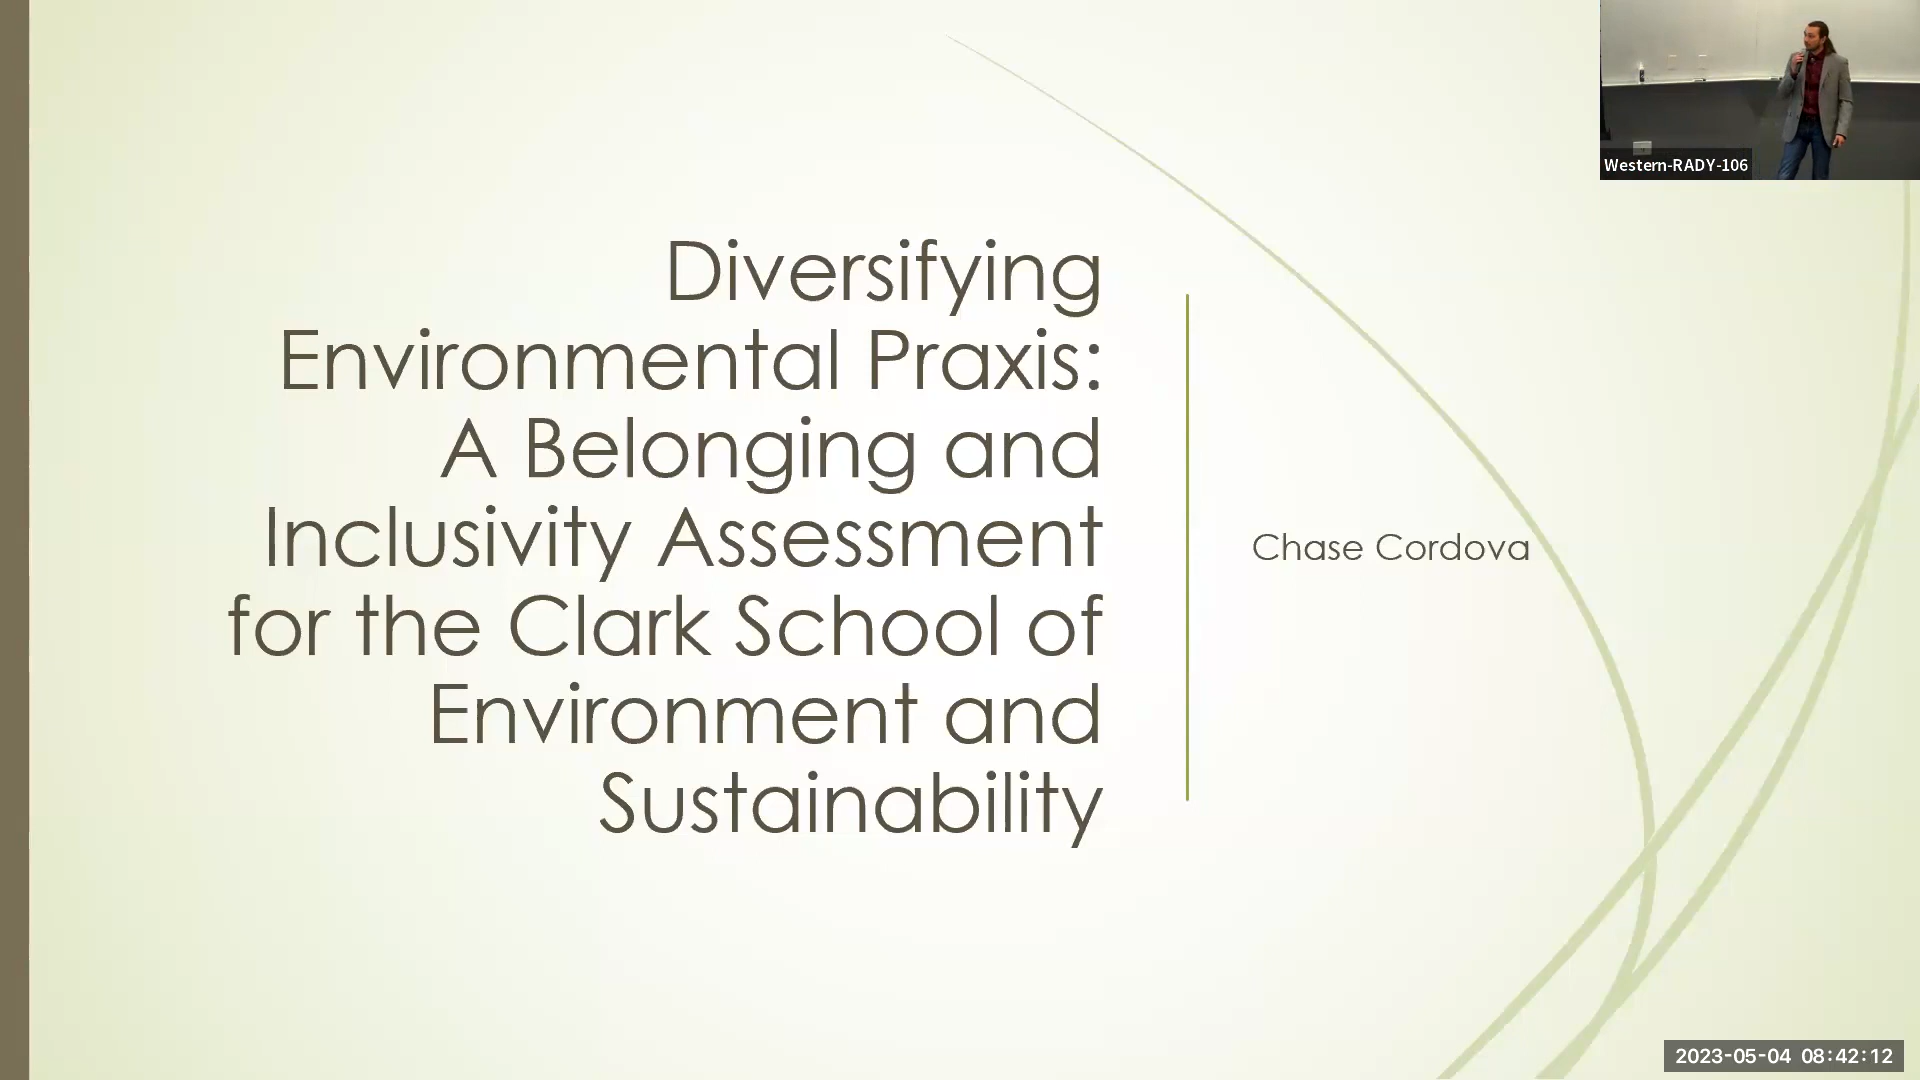 Western-RADY-106
Diversifying
Environmental Praxis:
A Belonging and
Inclusivity Assessment
for the Clark School of
Environment and
Sustainability
Chase Cordova
2023-05-04 08:42:12